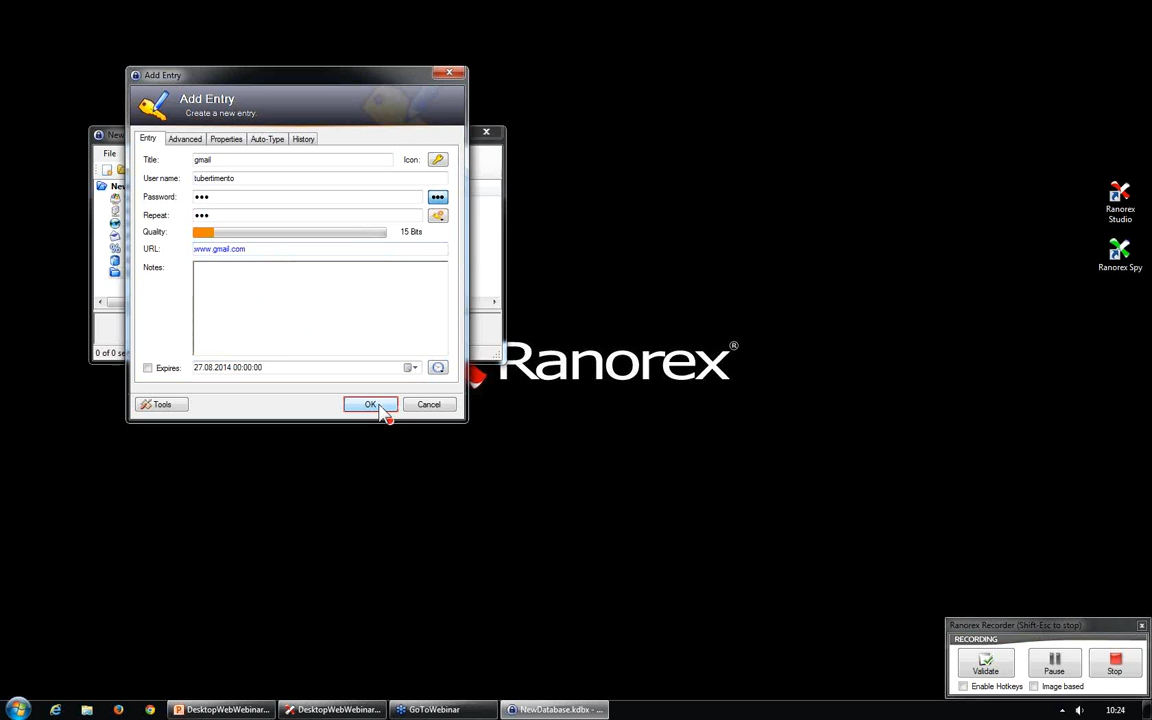 Add Entry
Add Entry
Create a new entry.
New
File
New
Entry
Advanced
Properties
Auto-Type
History
Title:
gmail
Icon:
User name:
tubertimento
Password:
•••
•••
Repeat:
•••
Quality:
15 Bits
URL:
www.gmail.com
Notes:
Expires:
27.08.2014 00:00:00
0 of 0 se
Tools
OK
Cancel
Ranorex®
Ranorex
Studio
Ranorex Spy
Ranorex Recorder (Shift-Esc to stop)
RECORDING
Validate
Pause
Stop
Enable Hotkeys
Image based
DesktopWebWebinar...
DesktopWebWebinar...
GoToWebinar
NewDatabase.kdbx - ...
10:24